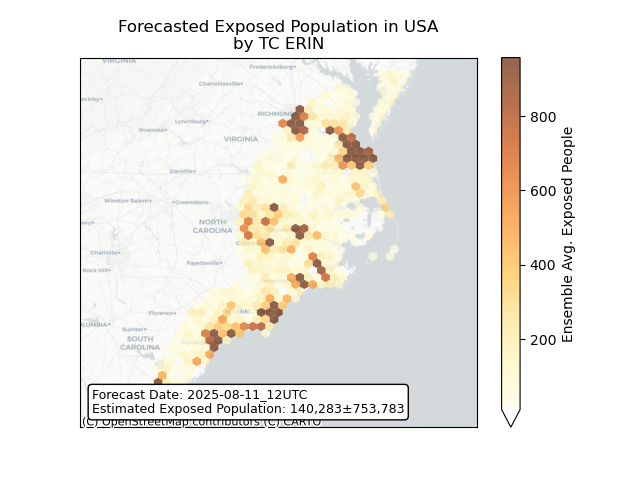 Forecasted Exposed Population in USA
by TC ERIN
VIRGINIA
Fredericksburg
Charlottesville
RICHMOND
Lynchburg
Roanoke
VIRGINIA
Danville
Winston-Salem
Greensboro
NORTH
CAROLINA
Charlotte
Fayetteville
Rock Hill
Florence
Sumter
SOUTH
CAROLINA
800
600
400
200
Ensemble Avg. Exposed People
Forecast Date: 2025-08-11_12UTC
Estimated Exposed Population: 140,283±753,783
(C) OpenStreetMap contributors (C) CARTO